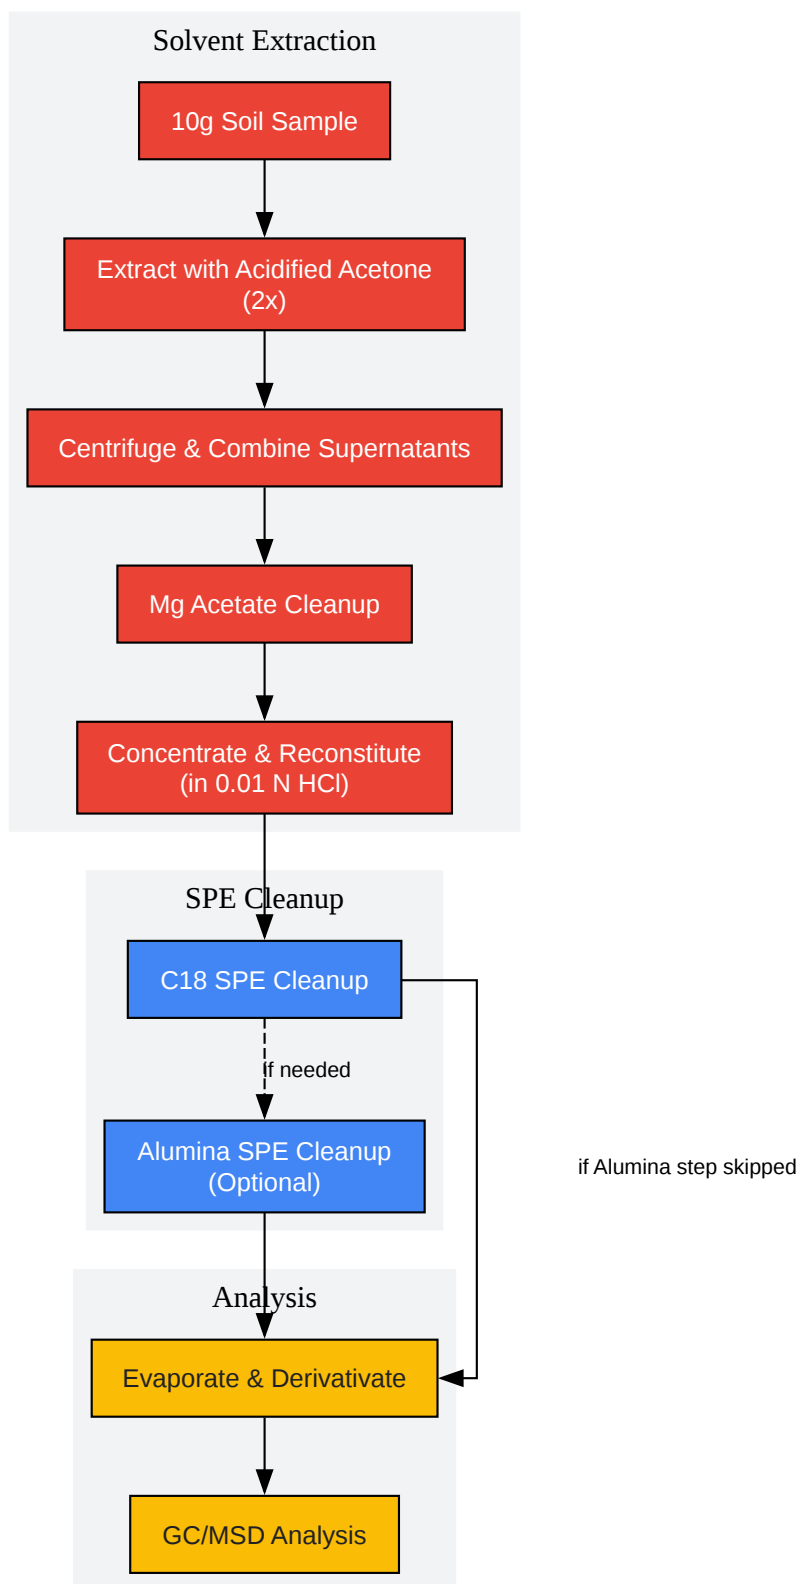 Solvent Extraction
10g Soil Sample
Extract with Acidified Acetone
(2x)
Centrifuge & Combine Supernatants
Mg Acetate Cleanup
Concentrate & Reconstitute
(in 0.01 N HCl)
SPE Cleanup
C18 SPE Cleanup
if needed
Alumina SPE Cleanup
(Optional)
if Alumina step skipped
Analysis
Evaporate & Derivativate
GC/MSD Analysis